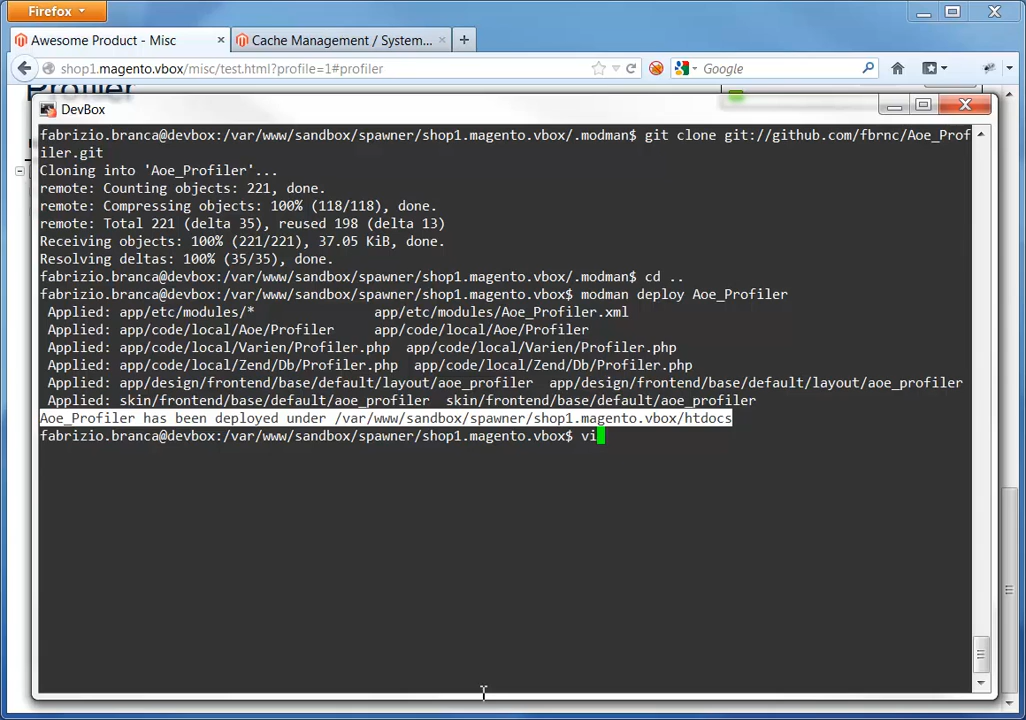 Firefox
Awesome Product - Misc
Cache Management / System...
shop1.magento.vbox/misc/test.html?profile=1#profiler
Google
Profiler
DevBox
fabrizio.branca@devbox:/var/www/sandbox/spawner/shop1.magento.vbox/.modman$ git clone git://github.com/fbrnc/Aoe_Prof
iler.git
Cloning into 'Aoe_Profiler'...
remote: Counting objects: 221, done.
remote: Compressing objects: 100% (118/118), done.
remote: Total 221 (delta 35), reused 198 (delta 13)
Receiving objects: 100% (221/221), 37.05 KiB, done.
Resolving deltas: 100% (35/35), done.
fabrizio.branca@devbox:/var/www/sandbox/spawner/shop1.magento.vbox/.modman$ cd ..
fabrizio.branca@devbox:/var/www/sandbox/spawner/shop1.magento.vbox$ modman deploy Aoe_Profiler
Applied: app/etc/modules/* app/etc/modules/Aoe_Profiler.xml
Applied: app/code/local/Aoe/Profiler app/code/local/Aoe/Profiler
Applied: app/code/local/Varien/Profiler.php app/code/local/Varien/Profiler.php
Applied: app/code/local/Zend/Db/Profiler.php app/code/local/Zend/Db/Profiler.php
Applied: app/design/frontend/base/default/layout/aoe_profiler app/design/frontend/base/default/layout/aoe_profiler
Applied: skin/frontend/base/default/aoe_profiler skin/frontend/base/default/aoe_profiler
Aoe_Profiler has been deployed under /var/www/sandbox/spawner/shop1.magento.vbox/htdocs
fabrizio.branca@devbox:/var/www/sandbox/spawner/shop1.magento.vbox$ vi